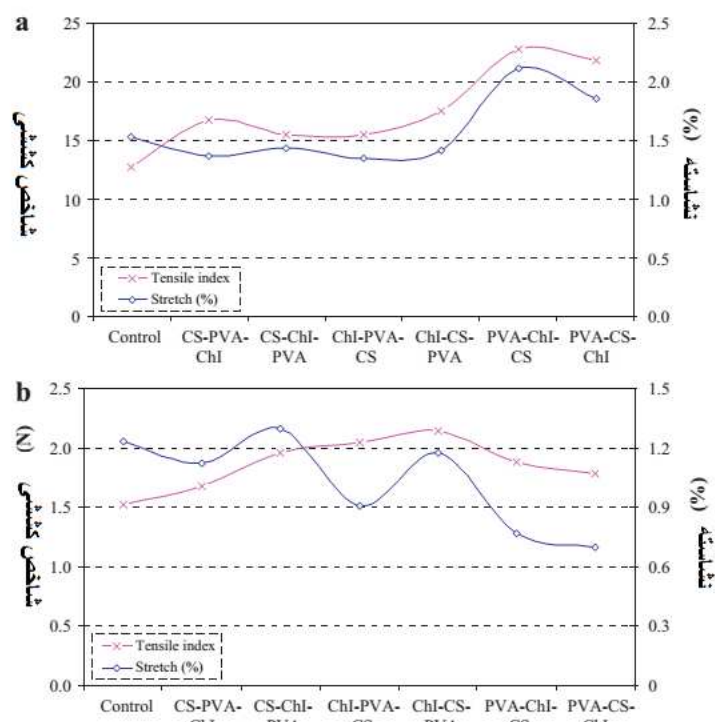 a
25
20
15
10
5
0
2.5
2.0
1.5
1.0
0.5
0.0
شاخص کششی
نشاسته (%)
Tensile index
Stretch (%)
Control
CS-PVA-
ChI
CS-ChI-
PVA
ChI-PVA-
CS
ChI-CS-
PVA
PVA-ChI-
CS
PVA-CS-
ChI
b
2.5
2.0
1.5
1.0
0.5
0.0
1.5
1.2
0.9
0.6
0.3
0
شاخص کششی (N)
نشاسته (%)
Tensile index
Stretch (%)
Control
CS-PVA-
CS-ChI-
ChI-PVA-
ChI-CS-
PVA-ChI-
PVA-CS-